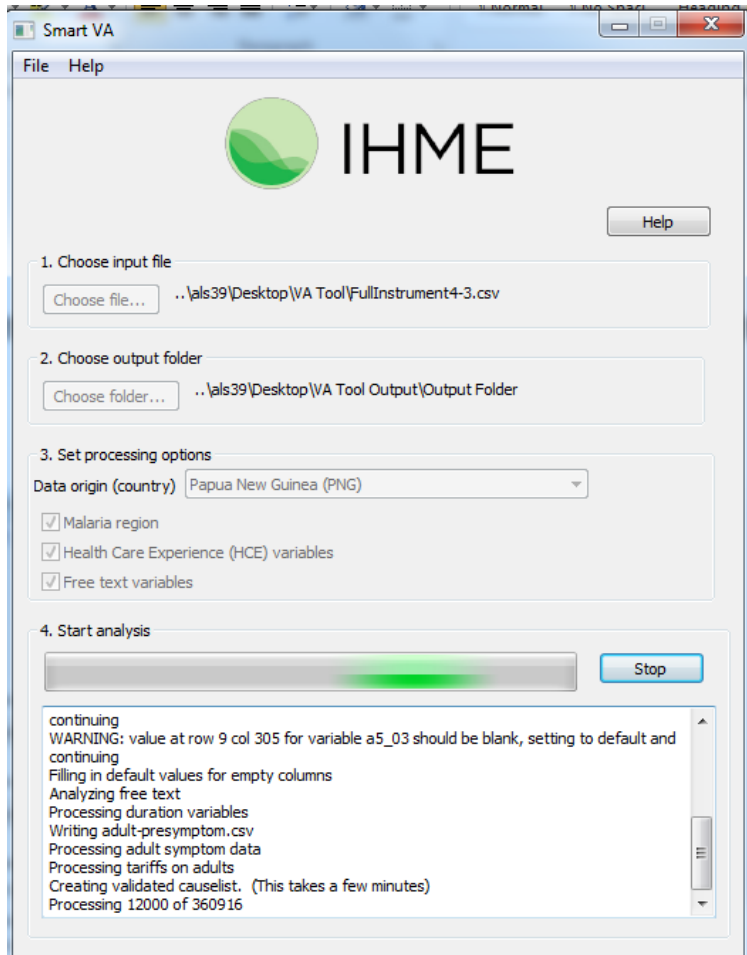 Normal
No Spaci
Heading
Smart VA
File Help
IHME
Help
1. Choose input file
Choose file... ..\als39\Desktop\VA Tool\FullInstrument4-3.csv
2. Choose output folder
Choose folder... ..\als39\Desktop\VA Tool Output\Output Folder
3. Set processing options
Data origin (country) Papua New Guinea (PNG)
Malaria region
Health Care Experience (HCE) variables
Free text variables
4. Start analysis
Stop
continuing
WARNING: value at row 9 col 305 for variable a5_03 should be blank, setting to default and
continuing
Filling in default values for empty columns
Analyzing free text
Processing duration variables
Writing adult-presymptom.csv
Processing adult symptom data
Processing tariffs on adults
Creating validated causelist. (This takes a few minutes)
Processing 12000 of 360916